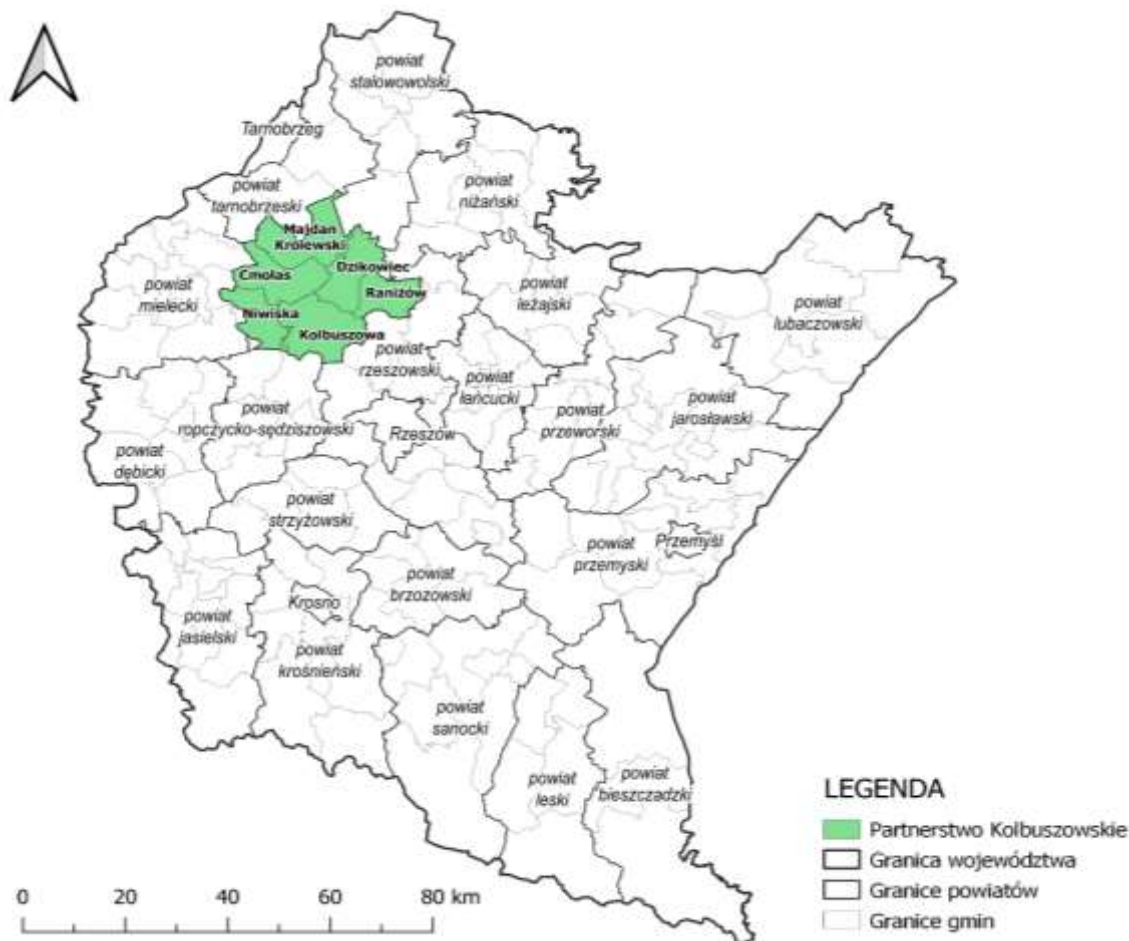 powiat
stalowowolski
Tarnobrzeg
powiat
tarnobrzeski
powiat
niżański
Majdan
Królewski
Dzikowiec
Cmolas
Raniżów
powiat
mielecki
Niwiska
Kolbuszowa
powiat
leżajski
powiat
lubaczowski
powiat
rzeszowski
powiat
łańcucki
powiat
przeworski
powiat
jarosławski
powiat
ropczycko-sędziszowski
Rzeszów
powiat
dębicki
powiat
strzyżowski
powiat
przemyski
Przemyśl
powiat
brzozowski
Krosno
powiat
jasielski
powiat
krośnieński
powiat
sanocki
powiat
leski
powiat
bieszczadzki
LEGENDA
Partnerstwo Kolbuszowskie
Granica województwa
Granice powiatów
Granice gmin
0 20 40 60 80 km